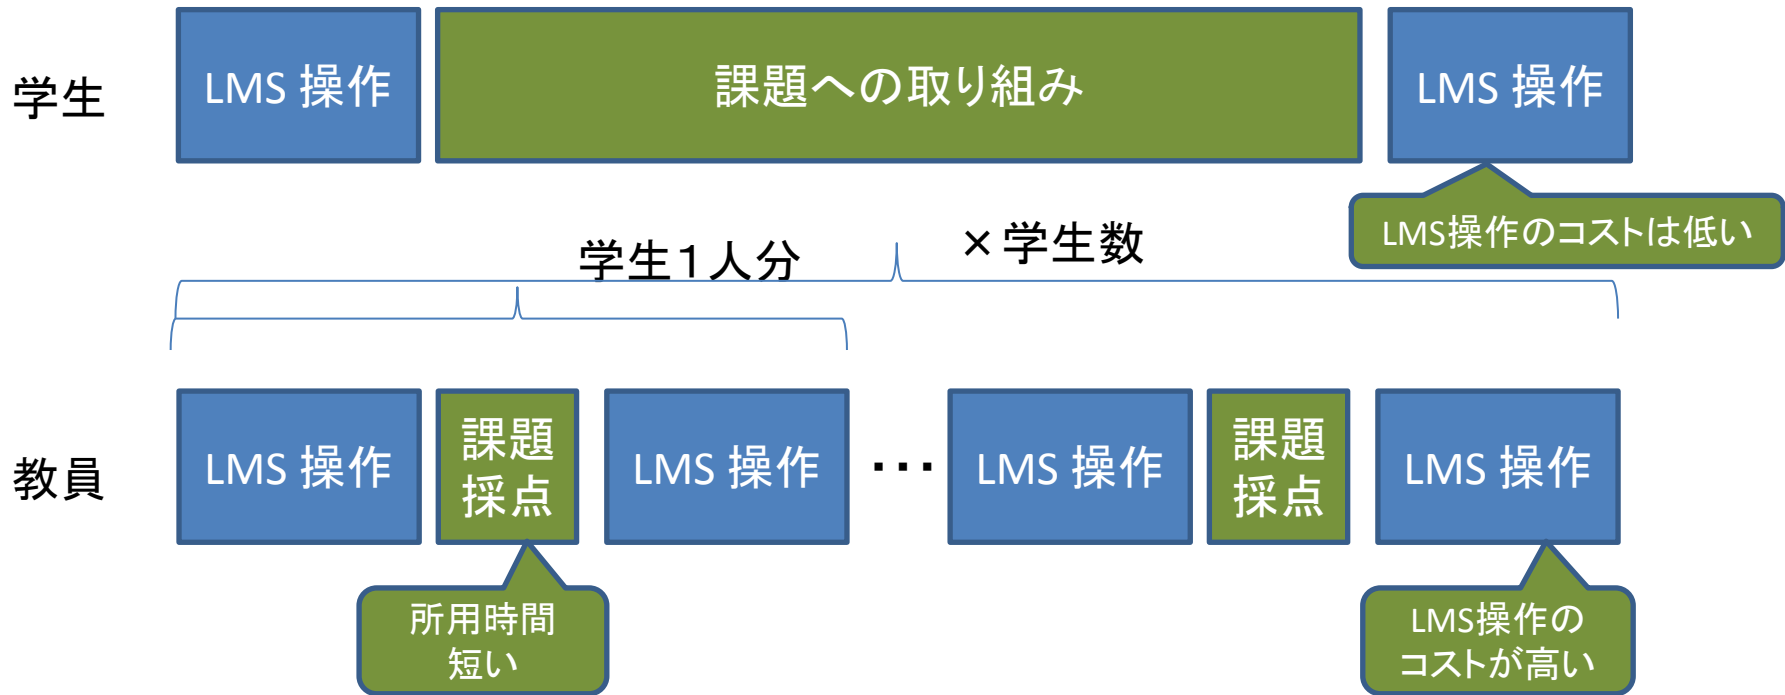 学生
LMS 操作
課題への取り組み
LMS 操作
LMS操作のコストは低い
学生1人分
×学生数
教員
LMS 操作
課題
採点
LMS 操作
・・・
LMS 操作
課題
採点
LMS 操作
所用時間
短い
LMS操作の
コストが高い